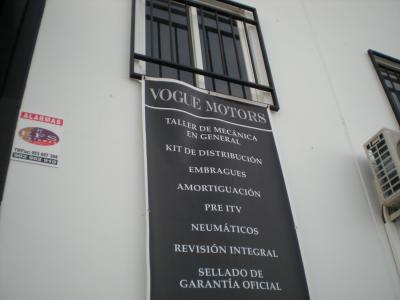 VOGUE MOTORS
TALLER DE MECÁNICA
EN GENERAL
KIT DE DISTRIBUCIÓN
EMBRAGUES
AMORTIGUACIÓN
PRE ITV
NEUMÁTICOS
REVISIÓN INTEGRAL
SELLADO DE
GARANTÍA OFICIAL
ALARMAS